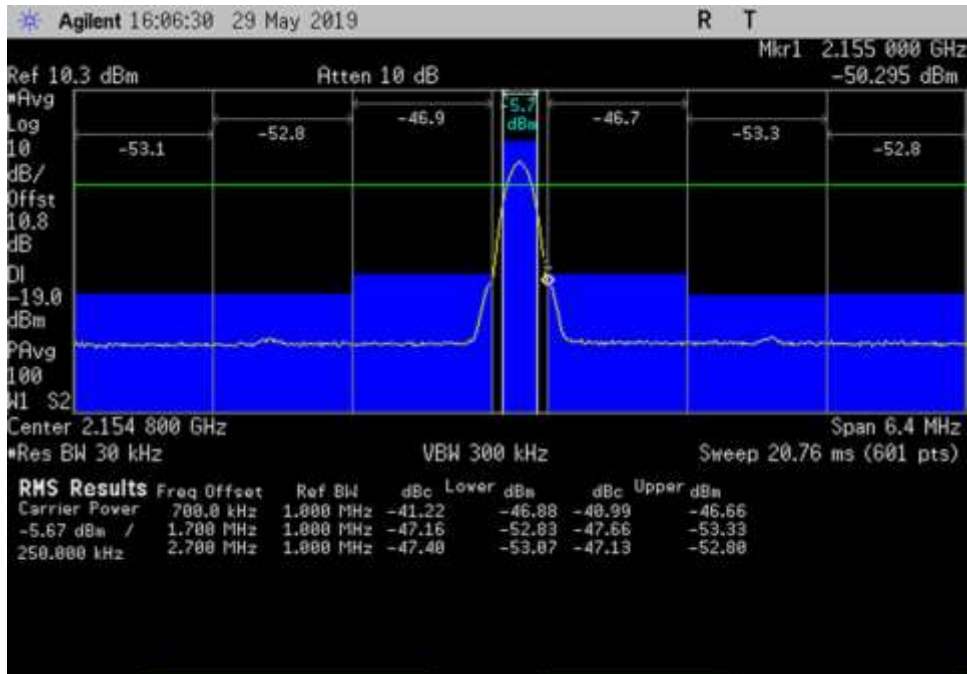 Agilent 16:06:30 29 May 2019 R T
Mkr1 2.155 000 GHz
Ref 10.3 dBm Atten 10 dB -50.295 dBm
#Avg
Log
10
dB/
Offst
10.8
dB
DI
-19.0
dBm
PAvg
100
W1 S2
-53.1
-52.8
-46.9
-5.7
dBm
-46.7
-53.3
-52.8
Center 2.154 800 GHz Span 6.4 MHz
#Res BW 30 kHz VBW 300 kHz Sweep 20.76 ms (601 pts)
RMS Results Freq Offset Ref BW dBc Lower dBm dBc Upper dBm
Carrier Power 700.0 kHz 1.000 MHz -41.22 -46.88 -40.99 -46.66
-5.67 dBm / 1.700 MHz 1.000 MHz -47.16 -52.83 -47.66 -53.33
250.000 kHz 2.700 MHz 1.000 MHz -47.40 -53.07 -47.13 -52.80